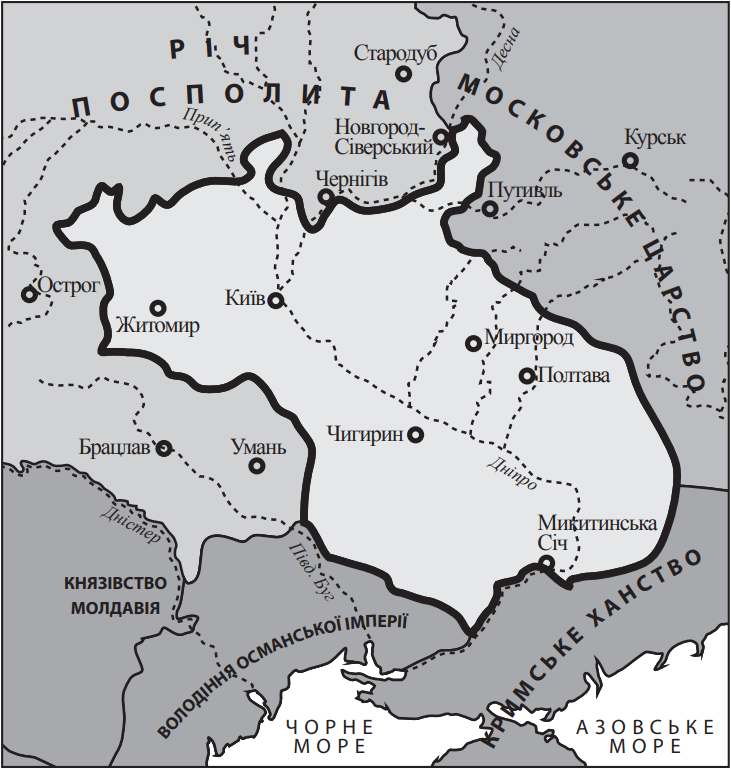 РІЧ
ПОСПОЛИТА
Стародуб
Десна
МОСКОВСЬКЕ ЦАРСТВО
Прип'ять
Новгород-
Сіверський
Курськ
Чернігів
Путивль
Острог
Київ
Житомир
Миргород
Полтава
Чигирин
Брацлав
Умань
Дніпро
Дністер
Микитинська
Січ
Півд. Буг
КНЯЗІВСТВО
МОЛДАВІЯ
ВОЛОДІННЯ ОСМАНСЬКОЇ ІМПЕРІЇ
КРИМСЬКЕ ХАНСТВО
ЧОРНЕ
МОРЕ
АЗОВСЬКЕ
МОРЕ